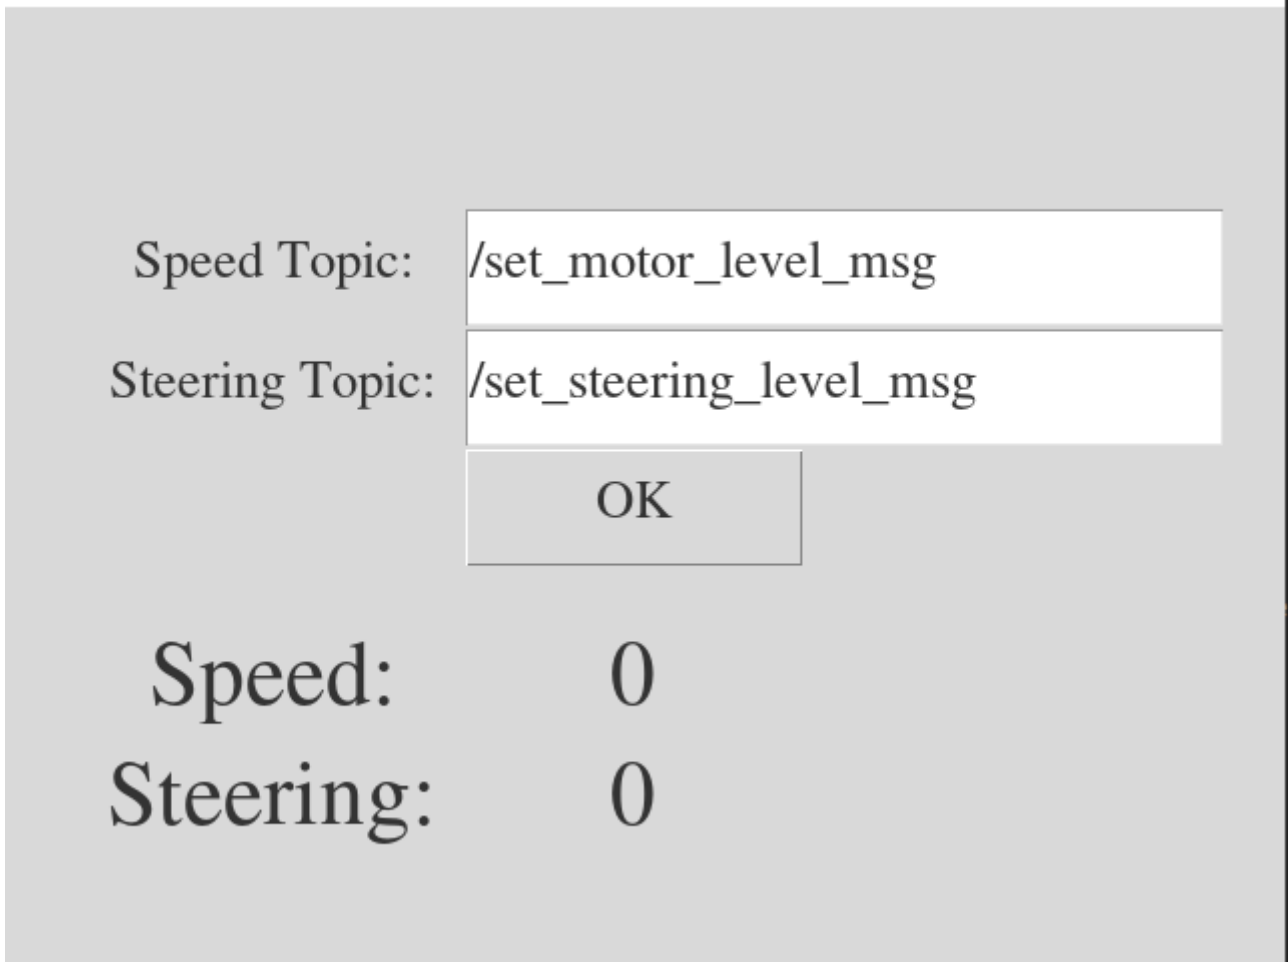 Speed Topic: /set_motor_level_msg
Steering Topic: /set_steering_level_msg
OK
Speed: 0
Steering: 0